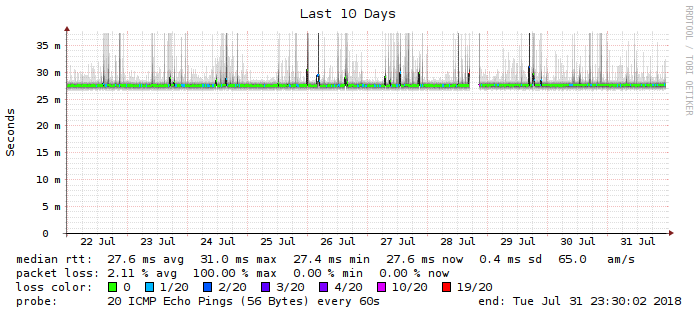 Last 10 Days
RRDTOOL / TOBI OETIKER
Seconds
35 m
30 m
25 m
20 m
15 m
10 m
5 m
0
22 Jul 23 Jul 24 Jul 25 Jul 26 Jul 27 Jul 28 Jul 29 Jul 30 Jul 31 Jul
median rtt: 27.6 ms avg 31.0 ms max 27.4 ms min 27.6 ms now 0.4 ms sd 65.0 am/s
packet loss: 2.11 % avg 100.00 % max 0.00 % min 0.00 % now
loss color: 0 1/20 2/20 3/20 4/20 10/20 19/20
probe: 20 ICMP Echo Pings (56 Bytes) every 60s end: Tue Jul 31 23:30:02 2018